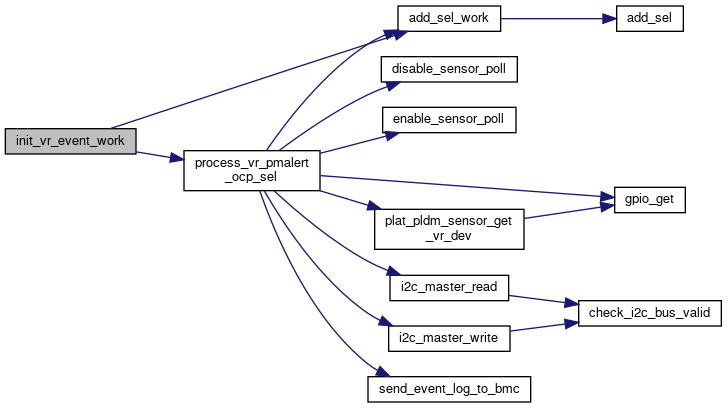 add_sel_work
add_sel
disable_sensor_poll
enable_sensor_poll
init_vr_event_work
process_vr_pmalert
_ocp_sel
gpio_get
plat_pldm_sensor_get
_vr_dev
i2c_master_read
check_i2c_bus_valid
i2c_master_write
send_event_log_to_bmc